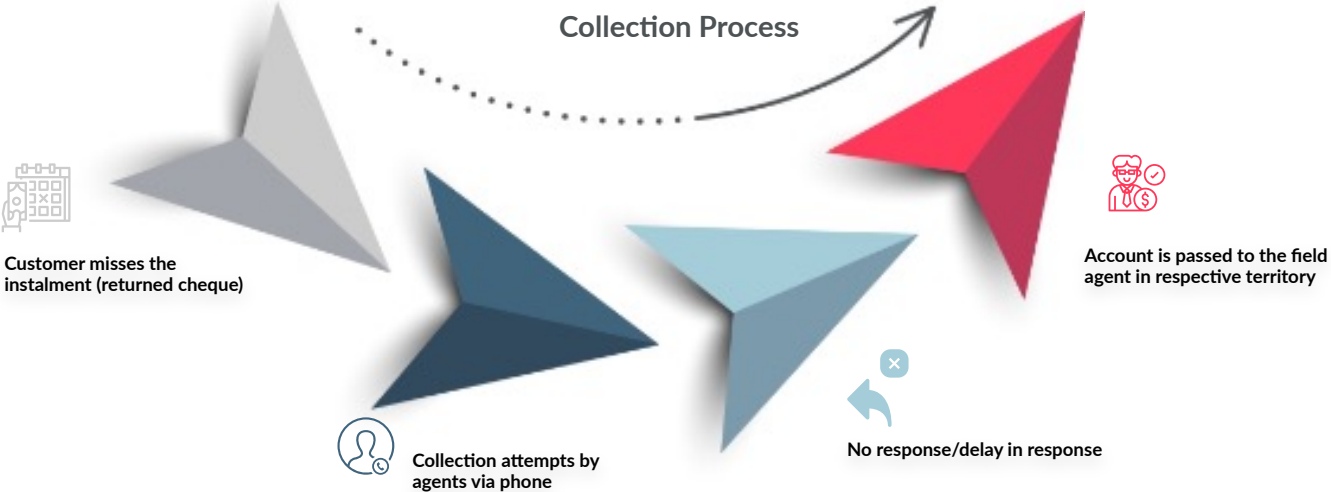 Collection Process
Customer misses the
instalment (returned cheque)
Collection attempts by
agents via phone
No response/delay in response
Account is passed to the field
agent in respective territory